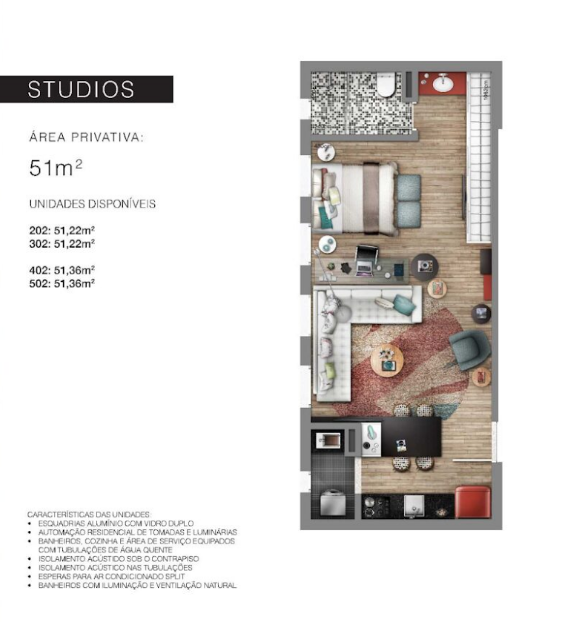 STUDIOS
ÁREA PRIVATIVA:
51m²
UNIDADES DISPONÍVEIS
202: 51,22m²
302: 51,22m²
402: 51,36m²
502: 51,36m²
CARACTERÍSTICAS DAS UNIDADES:
• ESQUADRIAS ALUMÍNIO COM VIDRO DUPLO
• AUTOMAÇÃO RESIDENCIAL DE TOMADAS E LUMINÁRIAS
• BANHEIROS, COZINHA E ÁREA DE SERVIÇO EQUIPADOS
COM TUBULAÇÕES DE ÁGUA QUENTE
• ISOLAMENTO ACÚSTICO SOB O CONTRAPISO
• ISOLAMENTO ACÚSTICO NAS TUBULAÇÕES
• ESPERAS PARA AR CONDICIONADO SPLIT
• BANHEIROS COM ILUMINAÇÃO E VENTILAÇÃO NATURAL